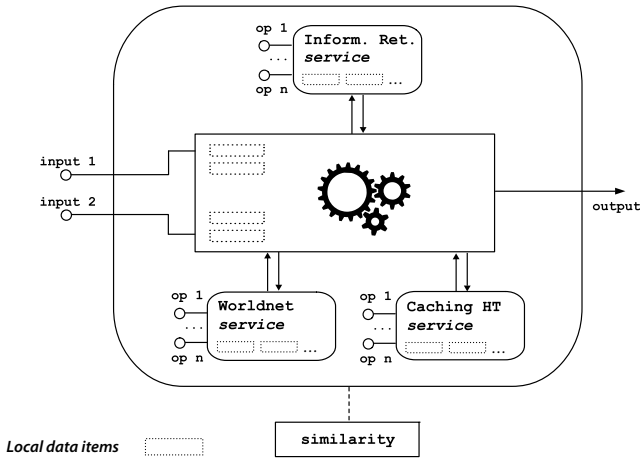 op 1
...
op n
Inform. Ret.
service
...
input 1
input 2
output
op 1
...
op n
Worldnet
service
...
op 1
...
op n
Caching HT
service
...
similarity
Local data items